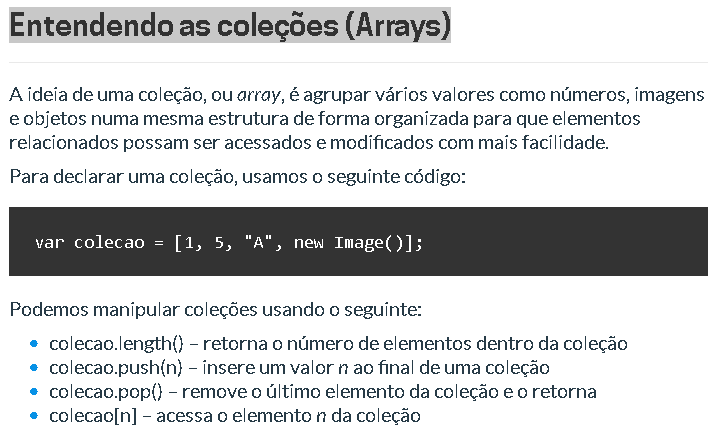 Entendendo as coleções (Arrays)
A ideia de uma coleção, ou array, é agrupar vários valores como números, imagens
e objetos numa mesma estrutura de forma organizada para que elementos
relacionados possam ser acessados e modificados com mais facilidade.
Para declarar uma coleção, usamos o seguinte código:
var colecao = [1, 5, "A", new Image()];
Podemos manipular coleções usando o seguinte:
• colecao.length() – retorna o número de elementos dentro da coleção
• colecao.push(n) – insere um valor n ao final de uma coleção
• colecao.pop() – remove o último elemento da coleção e o retorna
• colecao[n] – acessa o elemento n da coleção